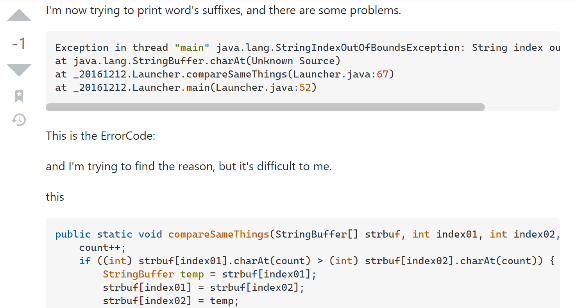 I'm now trying to print word's suffixes, and there are some problems.
-1
Exception in thread "main" java.lang.StringIndexOutOfBoundsException: String index ou
at java.lang.StringBuffer.charAt(Unknown Source)
at _20161212.Launcher.compareSameThings(Launcher.java:67)
at _20161212.Launcher.main(Launcher.java:52)
This is the ErrorCode:
and I'm trying to find the reason, but it's difficult to me.
this
public static void compareSameThings(StringBuffer[] strbuf, int index01, int index02,
count++;
if ((int) strbuf[index01].charAt(count) > (int) strbuf[index02].charAt(count)) {
StringBuffer temp = strbuf[index01];
strbuf[index01] = strbuf[index02];
strbuf[index02] = temp;